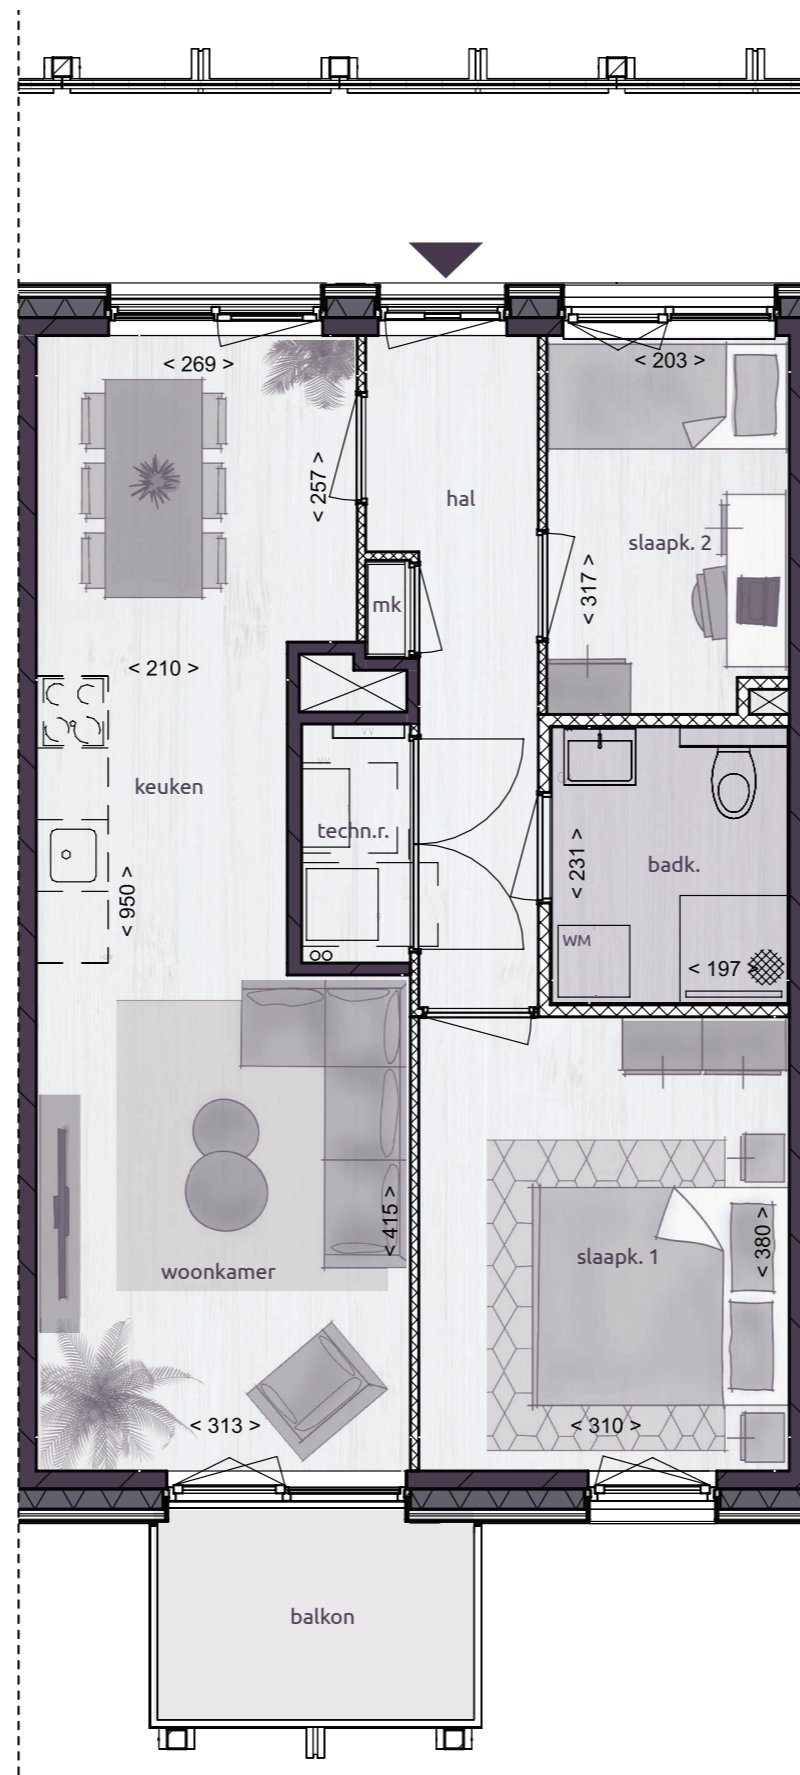 < 269 >
< 203 >
< 257 >
hal
slaapk. 2
< 317 >
mk
< 210 >
VV
keuken
techn.r.
< 231 >
badk.
< 950 >
WM
< 197 >
< 415 >
< 380 >
slaapk. 1
woonkamer
< 313 >
< 310 >
balkon